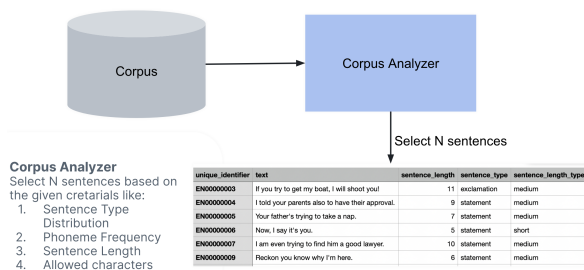 Corpus
Corpus Analyzer
Select N sentences
Corpus Analyzer
Select N sentences based on
the given cretarials like:
1. Sentence Type
Distribution
2. Phoneme Frequency
3. Sentence Length
4. Allowed characters
unique_identifier text sentence_length sentence_type sentence_length_type
EN00000003 If you try to get my boat, I will shoot you! 11 exclamation medium
EN00000004 I told your parents also to have their approval. 9 statement medium
EN00000005 Your father's trying to take a nap. 7 statement medium
EN00000006 Now, I say it's you. 5 statement short
EN00000007 I am even trying to find him a good lawyer. 10 statement medium
EN00000009 Reckon you know why I'm here. 6 statement medium